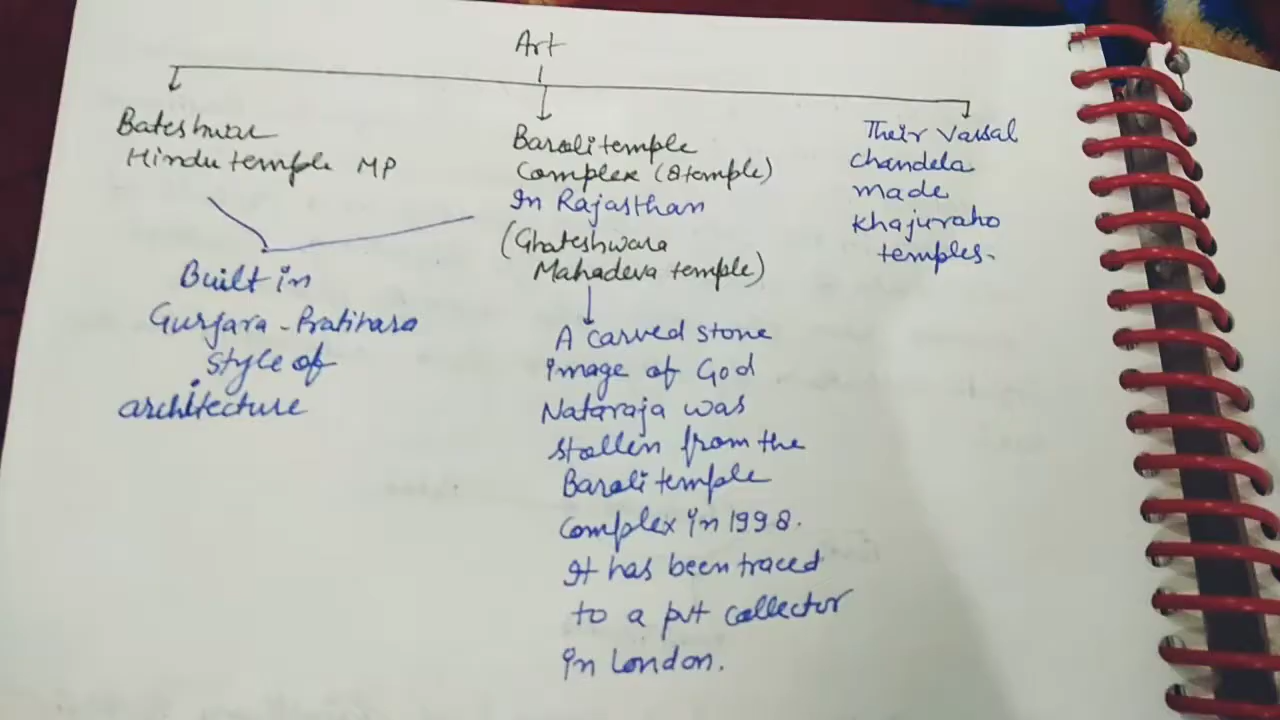 Art
Bateshwar
Hindu temple MP
Built in
Gurjara-Pratihara
style of
architecture
Baroli temple
Complex (8 temple)
In Rajasthan
(Ghateshwara
Mahadeva temple)
A carved stone
image of God
Nataraja was
stollen from the
Baroli temple
complex in 1998.
It has been traced
to a pvt collector
in London.
Their Vassal
Chandela
made
Khajuraho
temples.